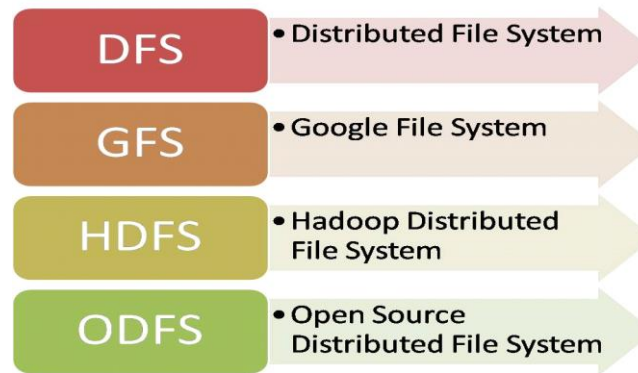 DFS
• Distributed File System
GFS
• Google File System
HDFS
• Hadoop Distributed
File System
ODFS
• Open Source
Distributed File System